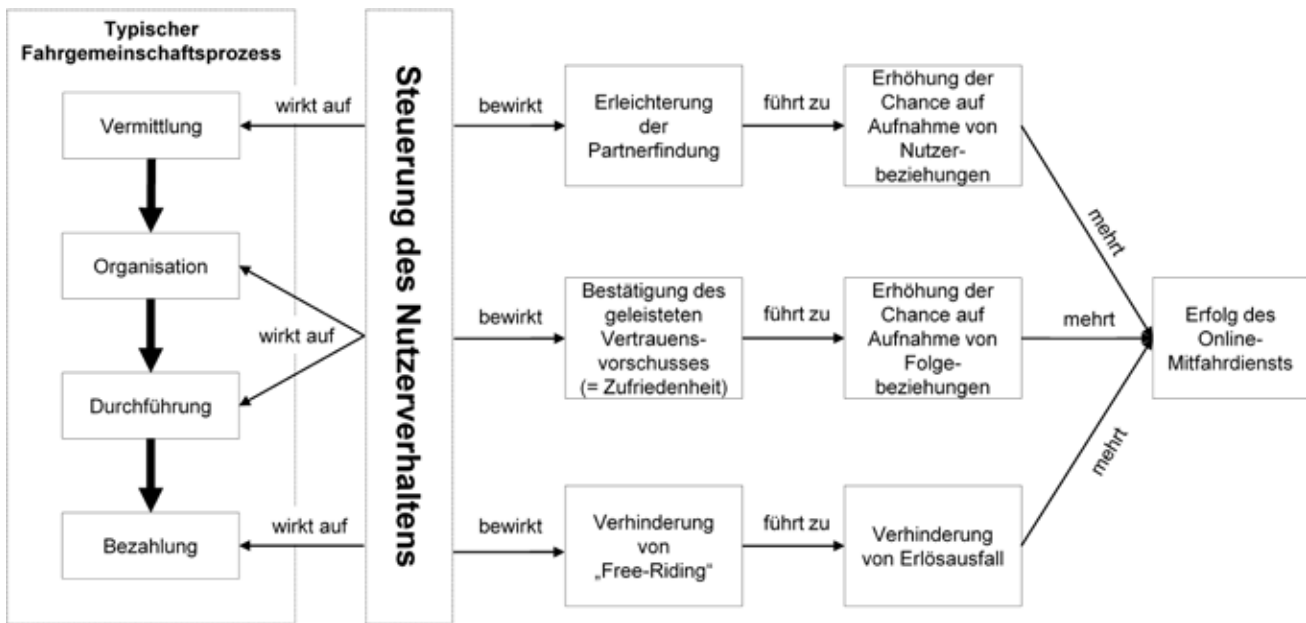 Typischer
Fahrgemeinschaftsprozess
Vermittlung
Organisation
Durchführung
Bezahlung
wirkt auf
wirkt auf
wirkt auf
Steuerung des Nutzerverhaltens
bewirkt
Erleichterung
der
Partnerfindung
führt zu
Erhöhung der
Chance auf
Aufnahme von
Nutzer-
beziehungen
mehrt
bewirkt
Bestätigung des
geleisteten
Vertrauens-
vorschusses
(= Zufriedenheit)
führt zu
Erhöhung der
Chance auf
Aufnahme von
Folge-
beziehungen
mehrt
bewirkt
Verhinderung
von
„Free-Riding“
führt zu
Verhinderung
von Erlösausfall
mehrt
Erfolg des
Online-
Mitfahrdiensts